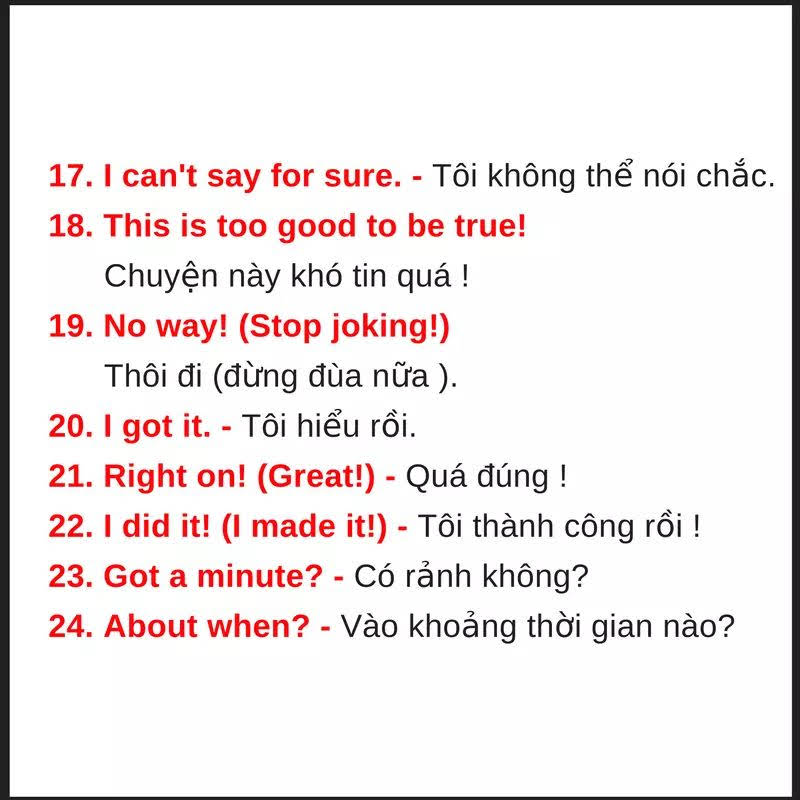 17. I can't say for sure. - Tôi không thể nói chắc.
18. This is too good to be true!
Chuyện này khó tin quá !
19. No way! (Stop joking!)
Thôi đi (đừng đùa nữa ).
20. I got it. - Tôi hiểu rồi.
21. Right on! (Great!) - Quá đúng !
22. I did it! (I made it!) - Tôi thành công rồi !
23. Got a minute? - Có rảnh không?
24. About when? - Vào khoảng thời gian nào?